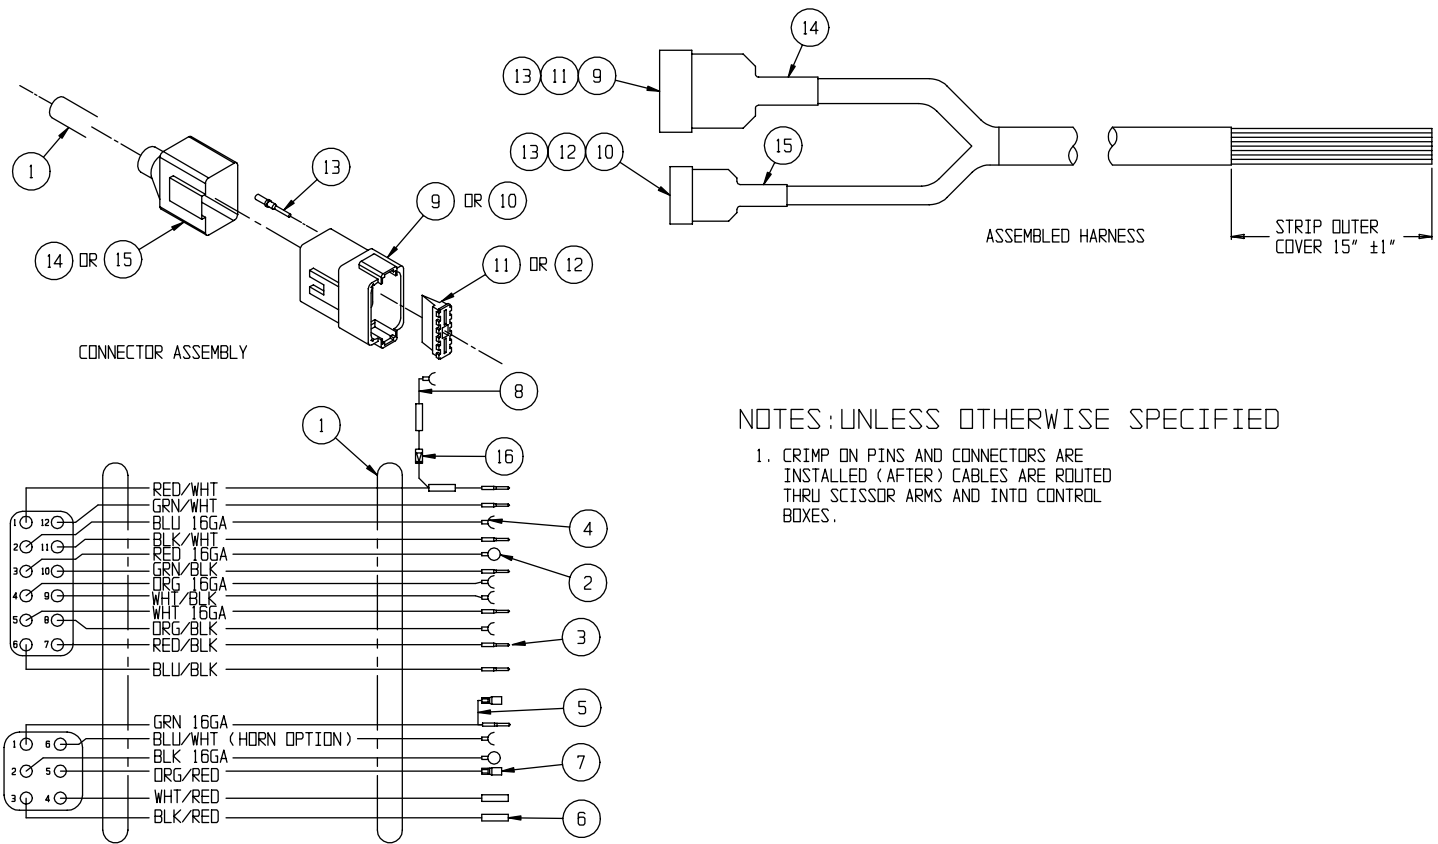 14
13 11 9
13 12 10
15
ASSEMBLED HARNESS
STRIP OUTER
COVER 15" ±1"
1
13
9 OR 10
14 OR 15
11 OR 12
CONNECTOR ASSEMBLY
8
1
16
NOTES: UNLESS OTHERWISE SPECIFIED
1. CRIMP ON PINS AND CONNECTORS ARE
INSTALLED (AFTER) CABLES ARE ROUTED
THRU SCISSOR ARMS AND INTO CONTROL
BOXES.
RED/WHT
GRN/WHT
1 12 BLU 16GA 4
2 11 BLK/WHT
RED 16GA
3 10 GRN/BLK 2
ORG 16GA
4 9 WHT/BLK
WHT 16GA
5 8 ORG/BLK
6 7 RED/BLK 3
BLU/BLK
5
GRN 16GA
1 6 BLU/WHT (HORN OPTION)
BLK 16GA
2 5 ORG/RED 7
3 4 WHT/RED
BLK/RED 6